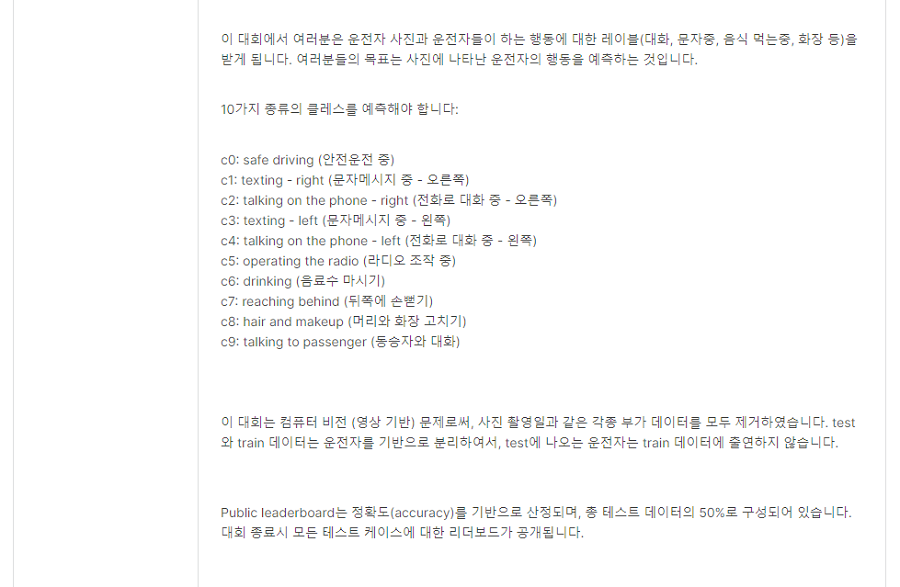 이 대회에서 여러분은 운전자 사진과 운전자들이 하는 행동에 대한 레이블(대화, 문자중, 음식 먹는중, 화장 등)을
받게 됩니다. 여러분들의 목표는 사진에 나타난 운전자의 행동을 예측하는 것입니다.
10가지 종류의 클레스를 예측해야 합니다:
c0: safe driving (안전운전 중)
c1: texting - right (문자메시지 중 - 오른쪽)
c2: talking on the phone - right (전화로 대화 중 - 오른쪽)
c3: texting - left (문자메시지 중 - 왼쪽)
c4: talking on the phone - left (전화로 대화 중 - 왼쪽)
c5: operating the radio (라디오 조작 중)
c6: drinking (음료수 마시기)
c7: reaching behind (뒤쪽에 손뻗기)
c8: hair and makeup (머리와 화장 고치기)
c9: talking to passenger (동승자와 대화)
이 대회는 컴퓨터 비전 (영상 기반) 문제로써, 사진 촬영일과 같은 각종 부가 데이터를 모두 제거하였습니다. test
와 train 데이터는 운전자를 기반으로 분리하여서, test에 나오는 운전자는 train 데이터에 출연하지 않습니다.
Public leaderboard는 정확도(accuracy)를 기반으로 산정되며, 총 테스트 데이터의 50%로 구성되어 있습니다.
대회 종료시 모든 테스트 케이스에 대한 리더보드가 공개됩니다.